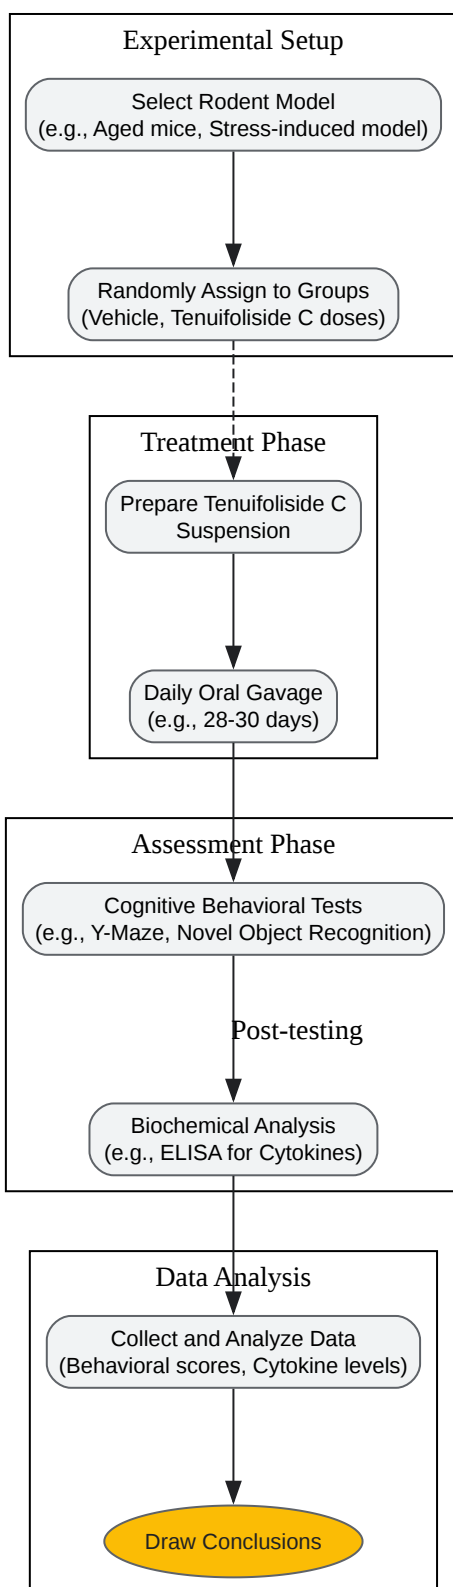 Experimental Setup
Select Rodent Model
(e.g., Aged mice, Stress-induced model)
Randomly Assign to Groups
(Vehicle, Tenuifoliside C doses)
Treatment Phase
Prepare Tenuifoliside C
Suspension
Daily Oral Gavage
(e.g., 28-30 days)
Assessment Phase
Cognitive Behavioral Tests
(e.g., Y-Maze, Novel Object Recognition)
Post-testing
Biochemical Analysis
(e.g., ELISA for Cytokines)
Data Analysis
Collect and Analyze Data
(Behavioral scores, Cytokine levels)
Draw Conclusions